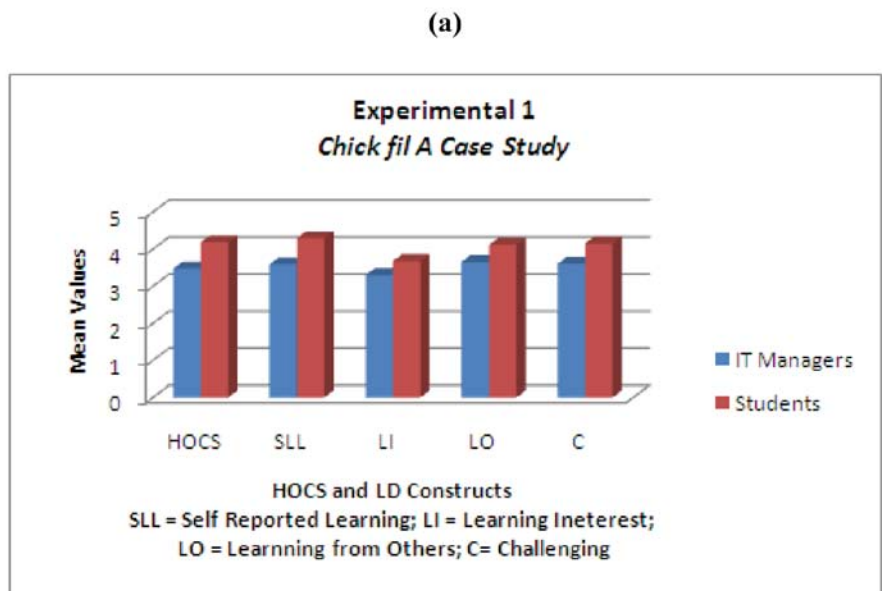 (a)
Experimental 1
Chick fil A Case Study
Mean Values
5
4
3
2
1
0
HOCS SLL LI LO C
IT Managers
Students
HOCS and LD Constructs
SLL = Self Reported Learning; LI = Learning Ineterest;
LO = Learnning from Others; C= Challenging